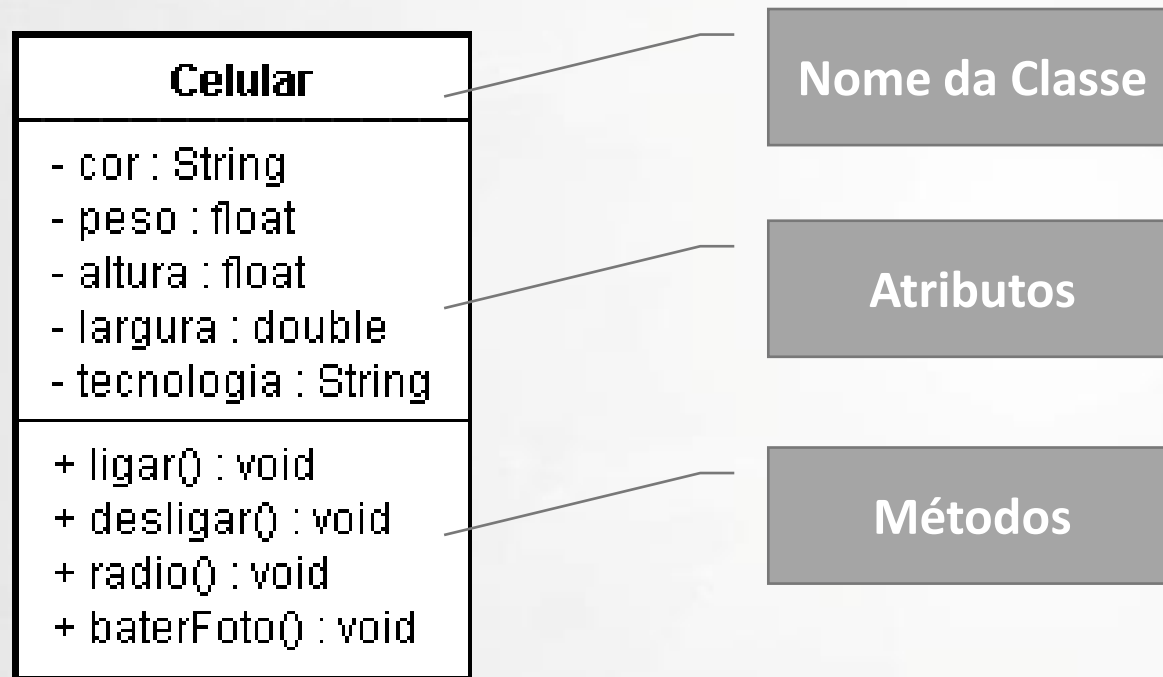 Celular
- cor : String
- peso : float
- altura : float
- largura : double
- tecnologia : String
+ ligar() : void
+ desligar() : void
+ radio() : void
+ baterFoto() : void
Nome da Classe
Atributos
Métodos